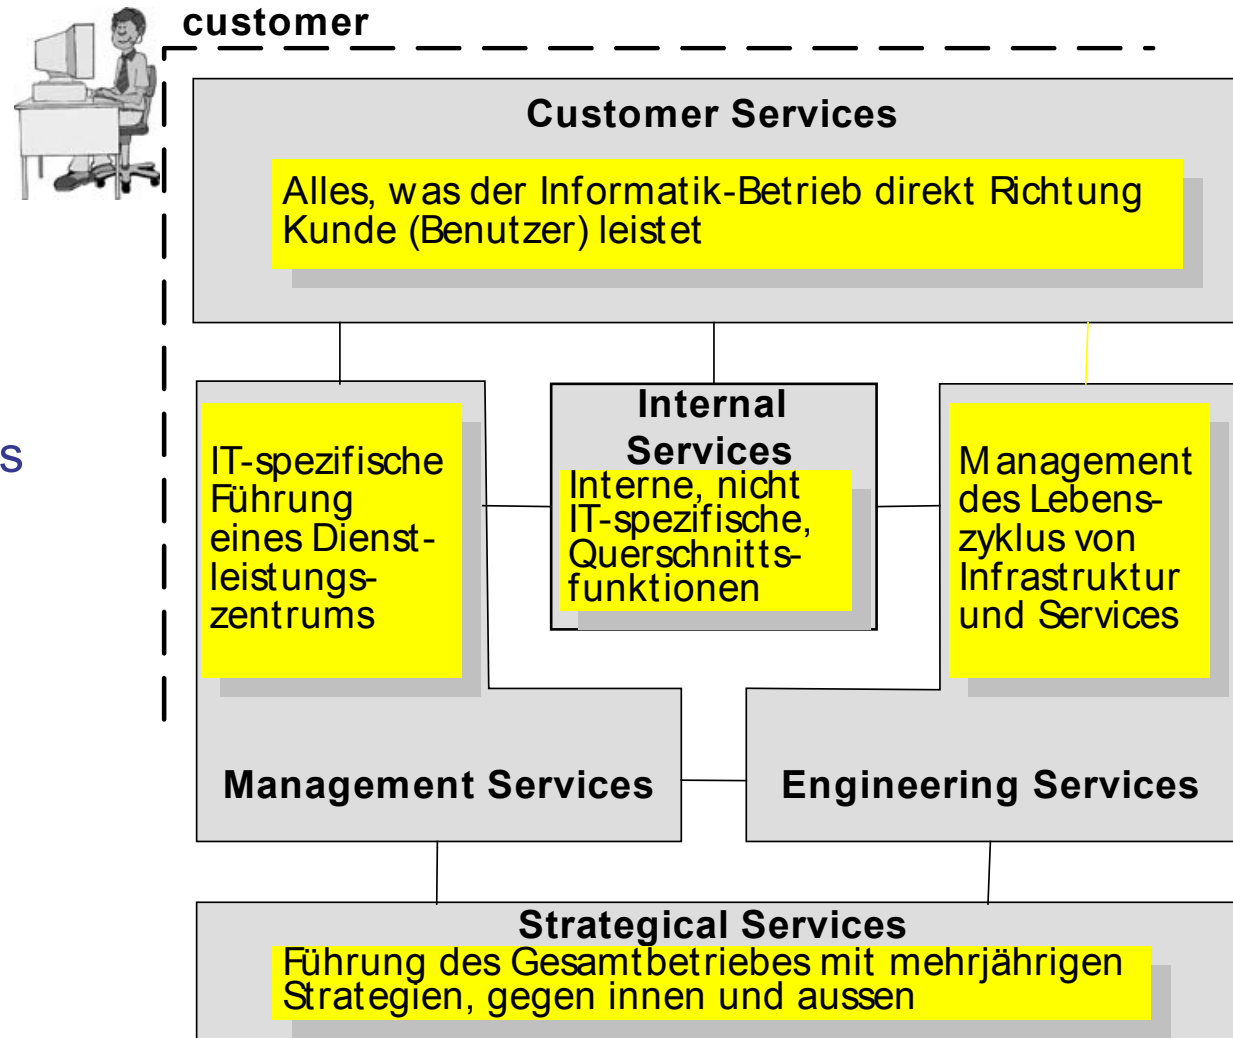 customer
Customer Services
Alles, was der Informatik-Betrieb direkt Richtung
Kunde (Benutzer) leistet
s
IT-spezifische
Führung
eines Dienst-
leistungs-
zentrums
Management Services
Internal
Services
Interne, nicht
IT-spezifische,
Querschnitts-
funktionen
Management
des Lebens-
zyklus von
Infrastruktur
und Services
Engineering Services
Strategical Services
Führung des Gesamtbetriebes mit mehrjährigen
Strategien, gegen innen und aussen